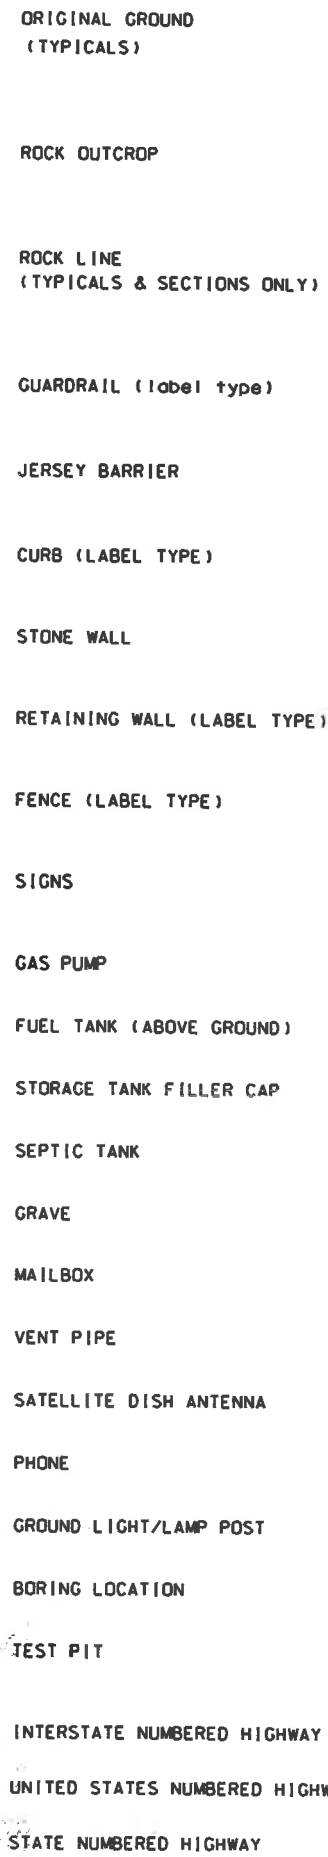 ORIGINAL GROUND
(TYPICALS)
ROCK OUTCROP
ROCK LINE
(TYPICALS & SECTIONS ONLY)
GUARDRAIL (label type)
JERSEY BARRIER
CURB (LABEL TYPE)
STONE WALL
RETAINING WALL (LABEL TYPE)
FENCE (LABEL TYPE)
SIGNS
GAS PUMP
FUEL TANK (ABOVE GROUND)
STORAGE TANK FILLER CAP
SEPTIC TANK
GRAVE
MAILBOX
VENT PIPE
SATELLITE DISH ANTENNA
PHONE
GROUND LIGHT/LAMP POST
BORING LOCATION
TEST PIT
INTERSTATE NUMBERED HIGHWAY
UNITED STATES NUMBERED
STATE NUMBERED HIGHWAY